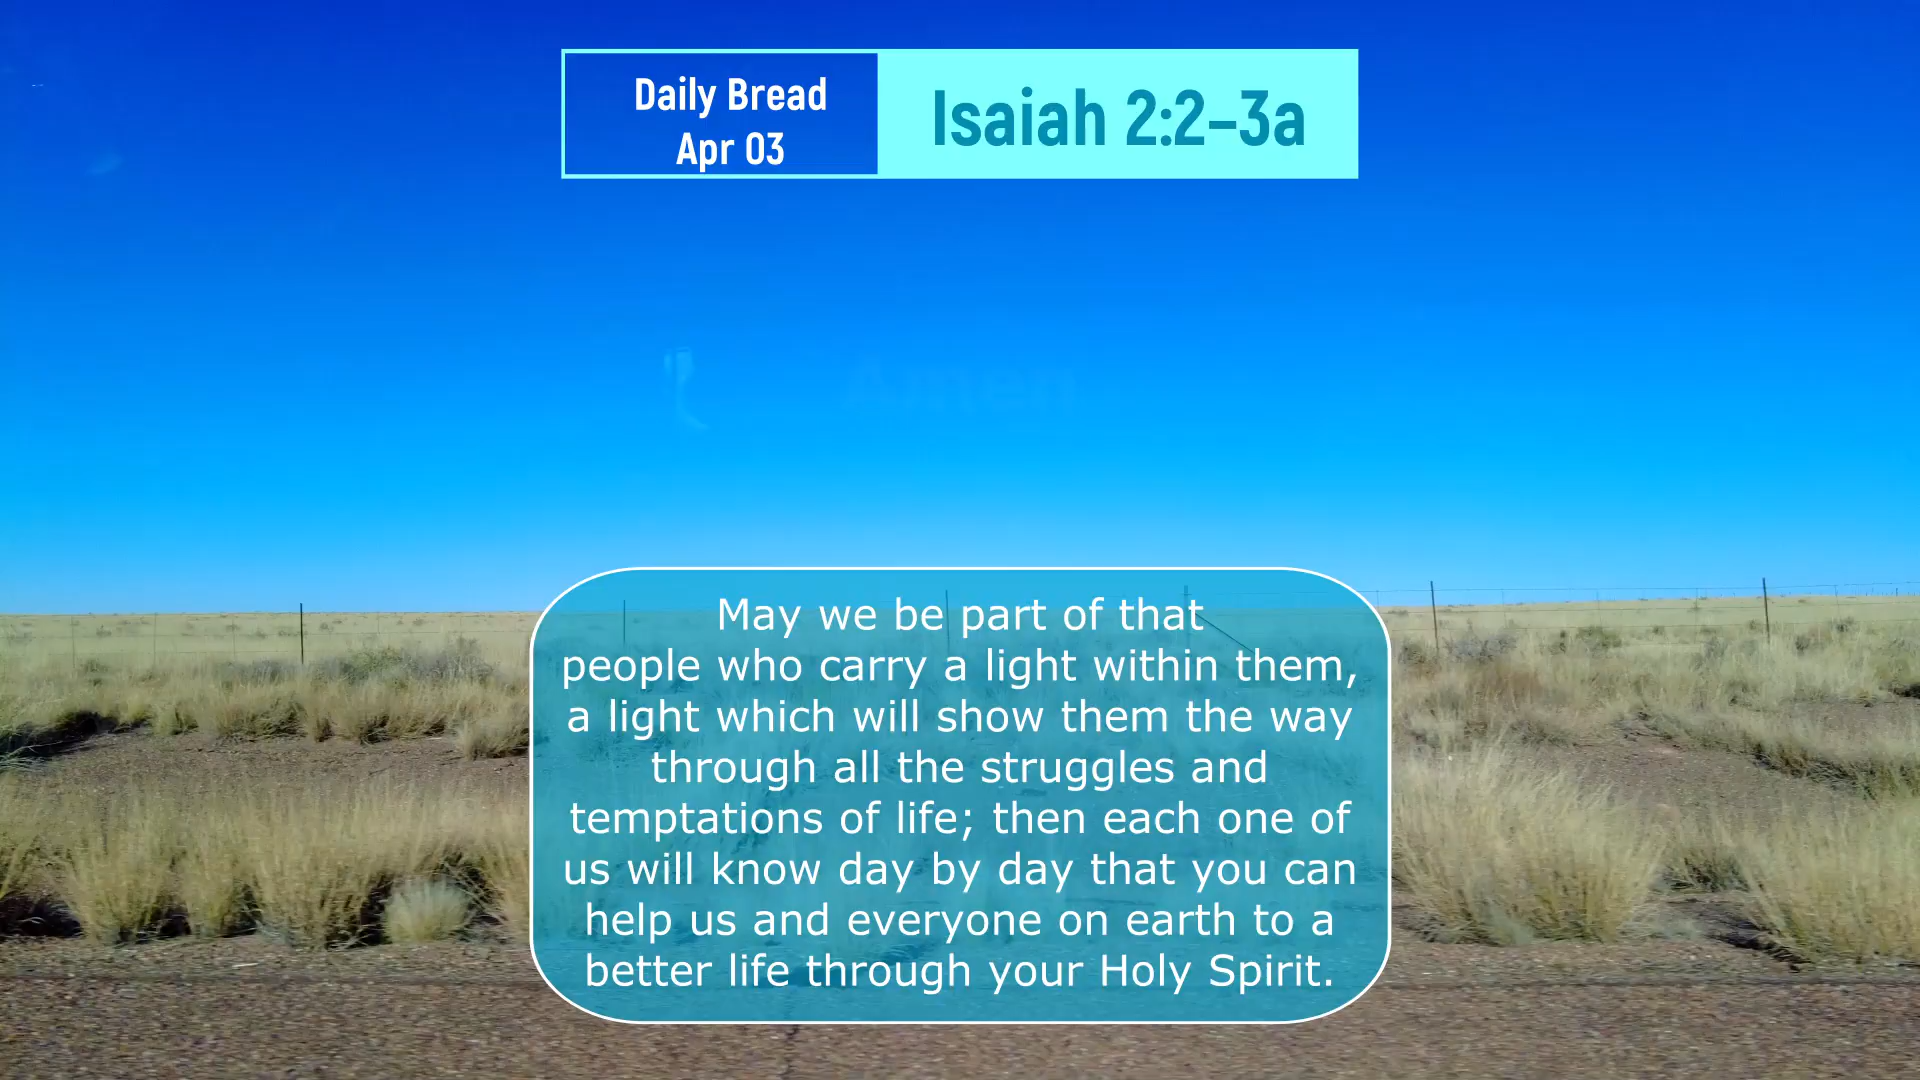 Daily Bread
Apr 03
Isaiah 2:2–3a
Amen
May we be part of that
people who carry a light within them,
a light which will show them the way
through all the struggles and
temptations of life; then each one of
us will know day by day that you can
help us and everyone on earth to a
better life through your Holy Spirit.